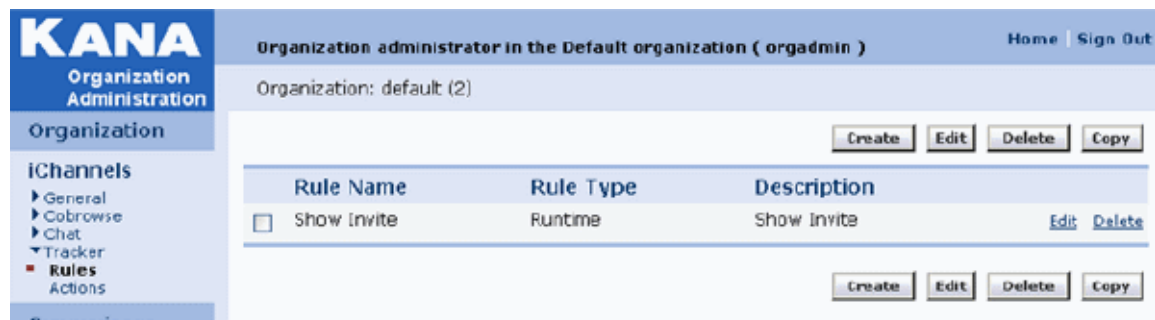 KANA
Organization
Administration
Organization administrator in the Default organization ( orgadmin )
Home | Sign Out
Organization: default (2)
Organization
iChannels
General
Cobrowse
Chat
Tracker
Rules
Actions
Create Edit Delete Copy
Rule Name Rule Type Description
Show Invite Runtime Show Invite Edit Delete
Create Edit Delete Copy